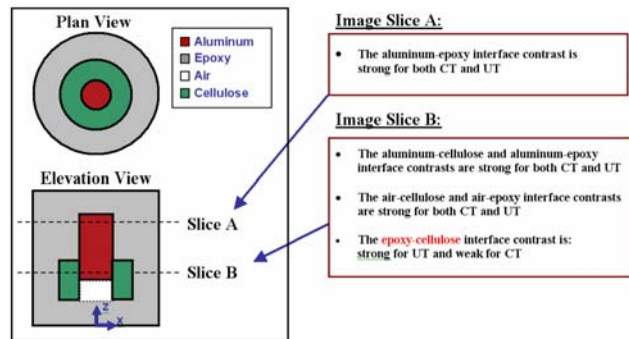 Plan View
Aluminum
Epoxy
Air
Cellulose
Elevation View
Slice A
Slice B
z
x
Image Slice A:
• The aluminum-epoxy interface contrast is
strong for both CT and UT
Image Slice B:
• The aluminum-cellulose and aluminum-epoxy
interface contrasts are strong for both CT and UT
• The air-cellulose and air-epoxy interface contrasts
are strong for both CT and UT
• The epoxy-cellulose interface contrast is:
strong for UT and weak for CT